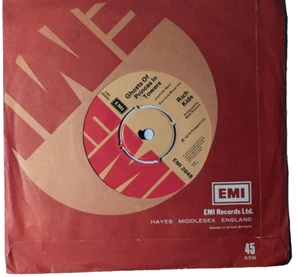 Ghosts Of
Princes In
Towers
Rich
Kids
EMI
EMI 2848
EMI
EMI Records Ltd.
HAYES MIDDLESEX ENGLAND
Made in Great Britain
45
R.P.M.